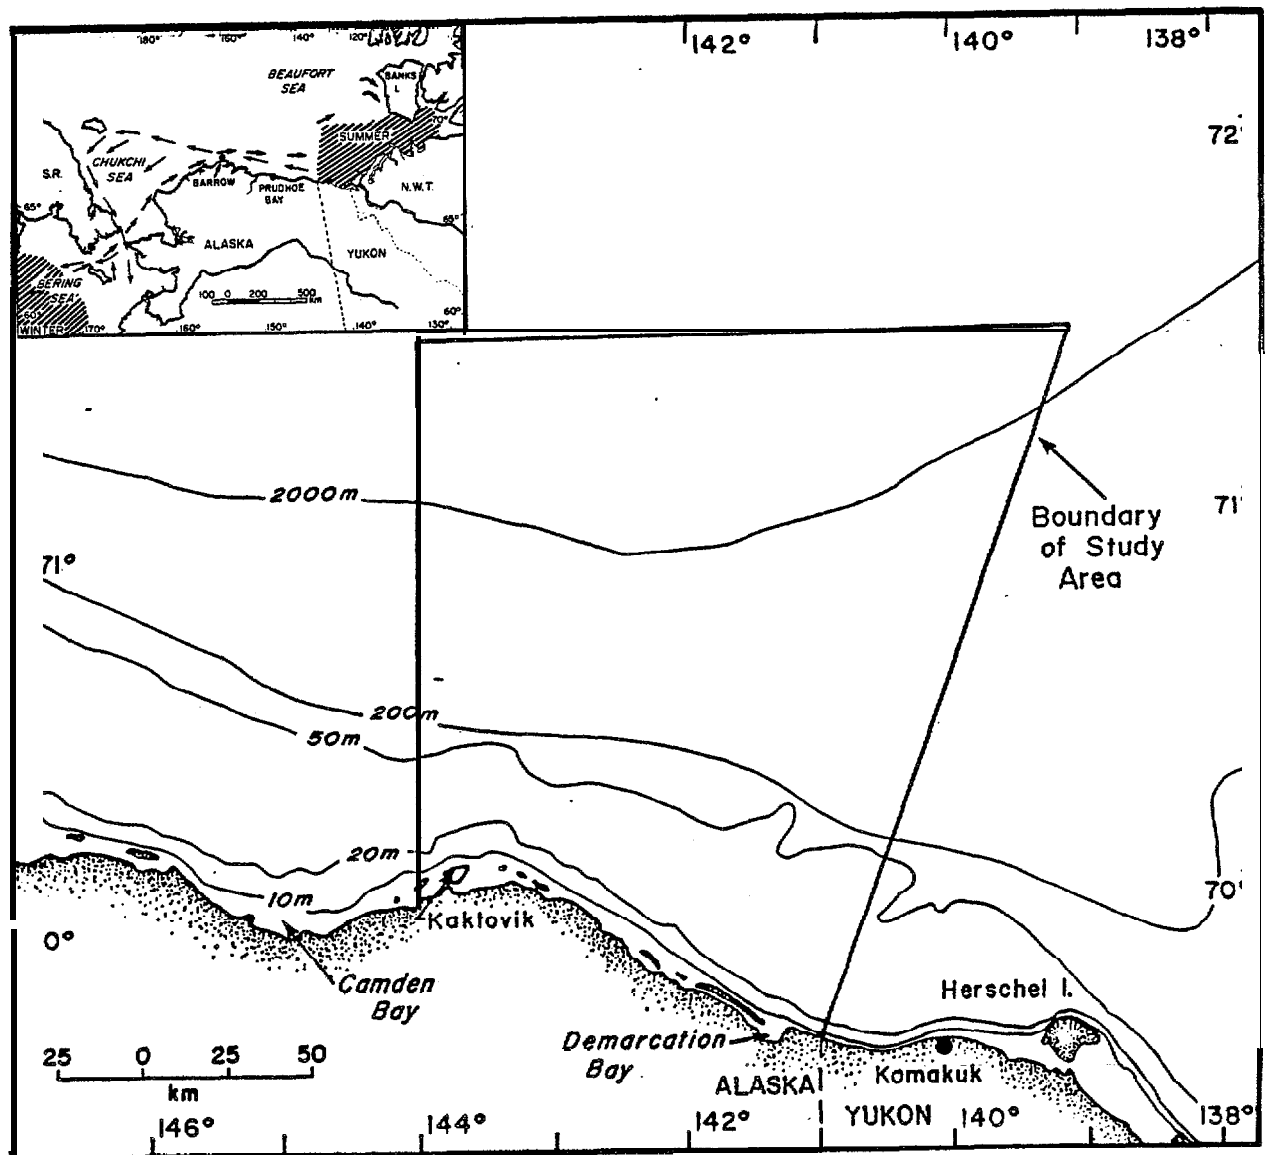 180° 160° 140° 120°
BEAUFORT
SEA
BANKS
I.
70°
SUMMER
CHUKCHI
SEA
S.R.
BARROW
PRUDHOE
BAY
N.W.T.
65°
65°
ALASKA
YUKON
BERING
SEA
100 0 200 500
km
60°
60°
WINTER
170° 160° 150° 140° 130°
142° 140° 138°
72°
2000m
71°
Boundary
of Study
Area
71°
200m
50m
20m
10m
70°
Kaktovik
0°
Camden
Bay
Herschel I.
Demarcation
Bay
25 0 25 50
km
Komakuk
ALASKA
YUKON
146° 144° 142° 140° 138°